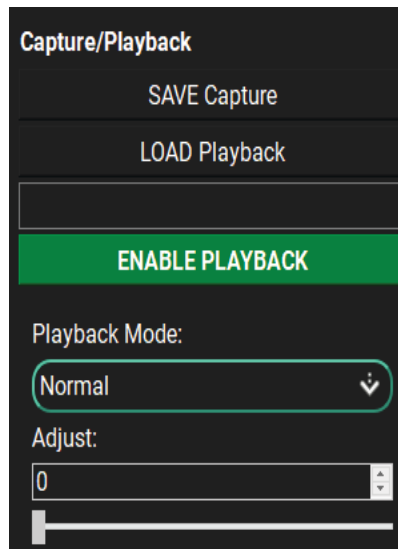 Capture/Playback
SAVE Capture
LOAD Playback
ENABLE PLAYBACK
Playback Mode:
Normal
Adjust:
0